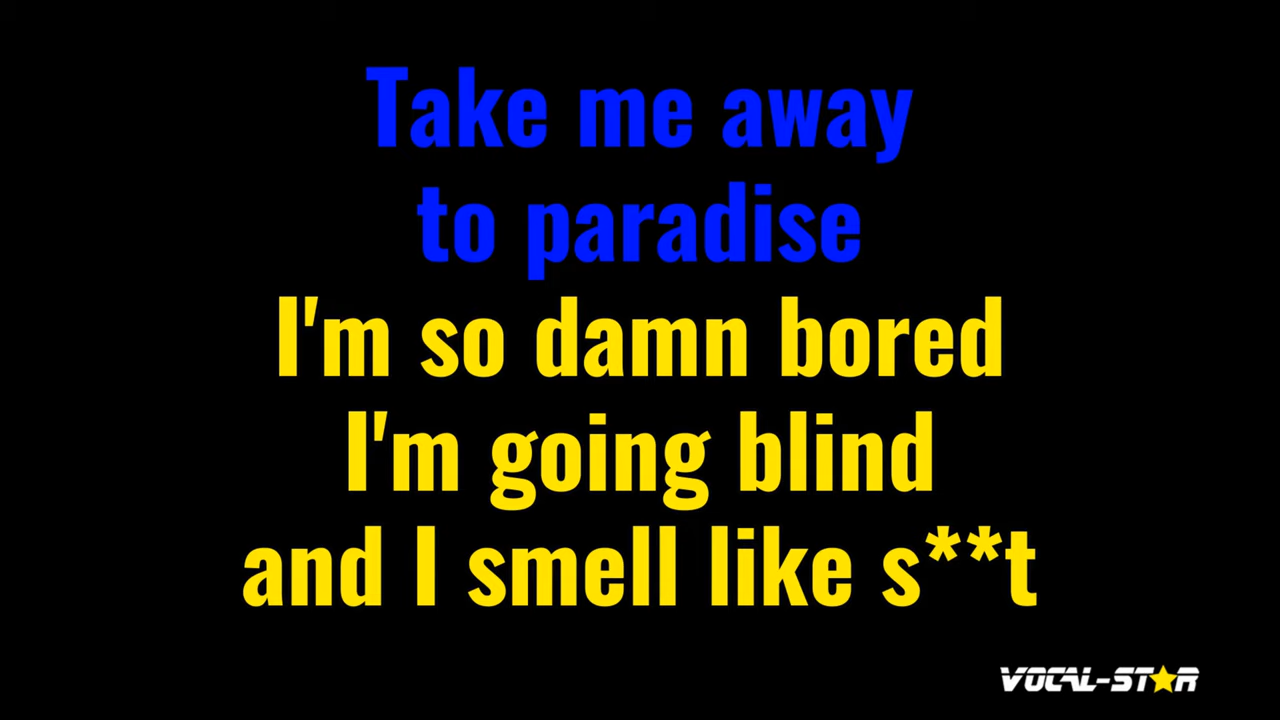 Take me away
to paradise
I'm so damn bored
I'm going blind
and I smell like s**t
VOCAL-STAR